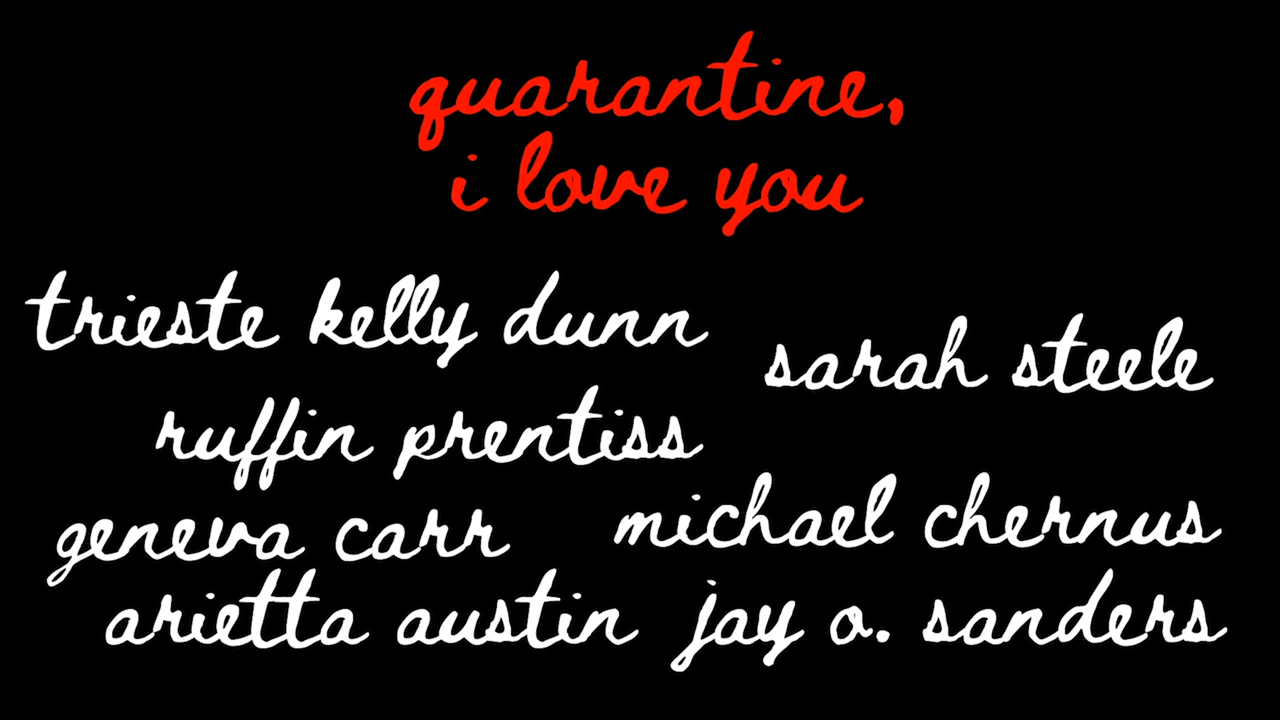 quarantine,
i love you
trieste kelly dunn
sarah steele
ruffin prentiss
geneva carr
michael chernus
arietta austin
jay o. sanders